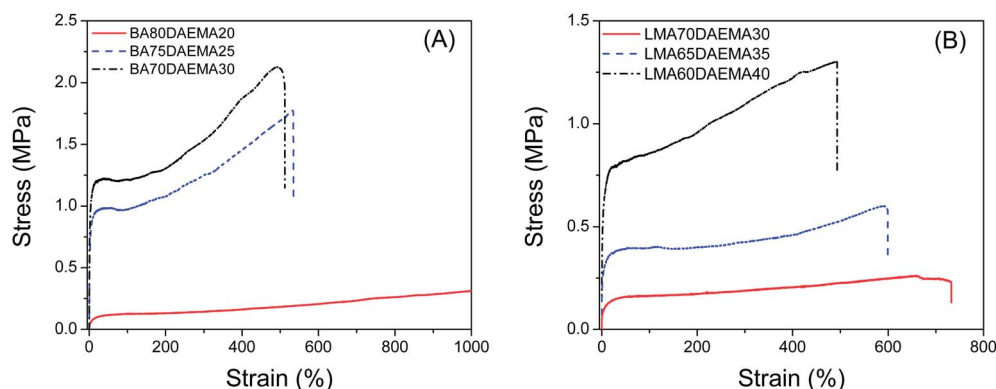 (A)
BA80DAEMA20
BA75DAEMA25
BA70DAEMA30
Stress (MPa)
2.5
2.0
1.5
1.0
0.5
0.0
0 200 400 600 800 1000
Strain (%)
(B)
LMA70DAEMA30
LMA65DAEMA35
LMA60DAEMA40
Stress (MPa)
1.5
1.0
0.5
0.0
0 200 400 600 800
Strain (%)